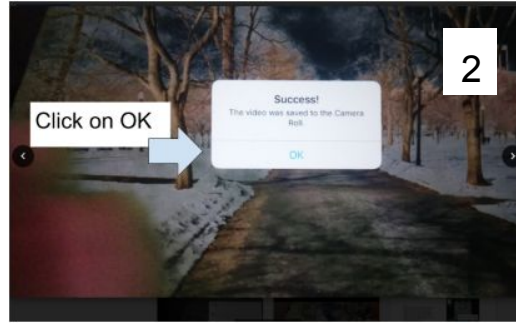 2
Success!
The video was saved to the Camera
Roll.
Click on OK
OK